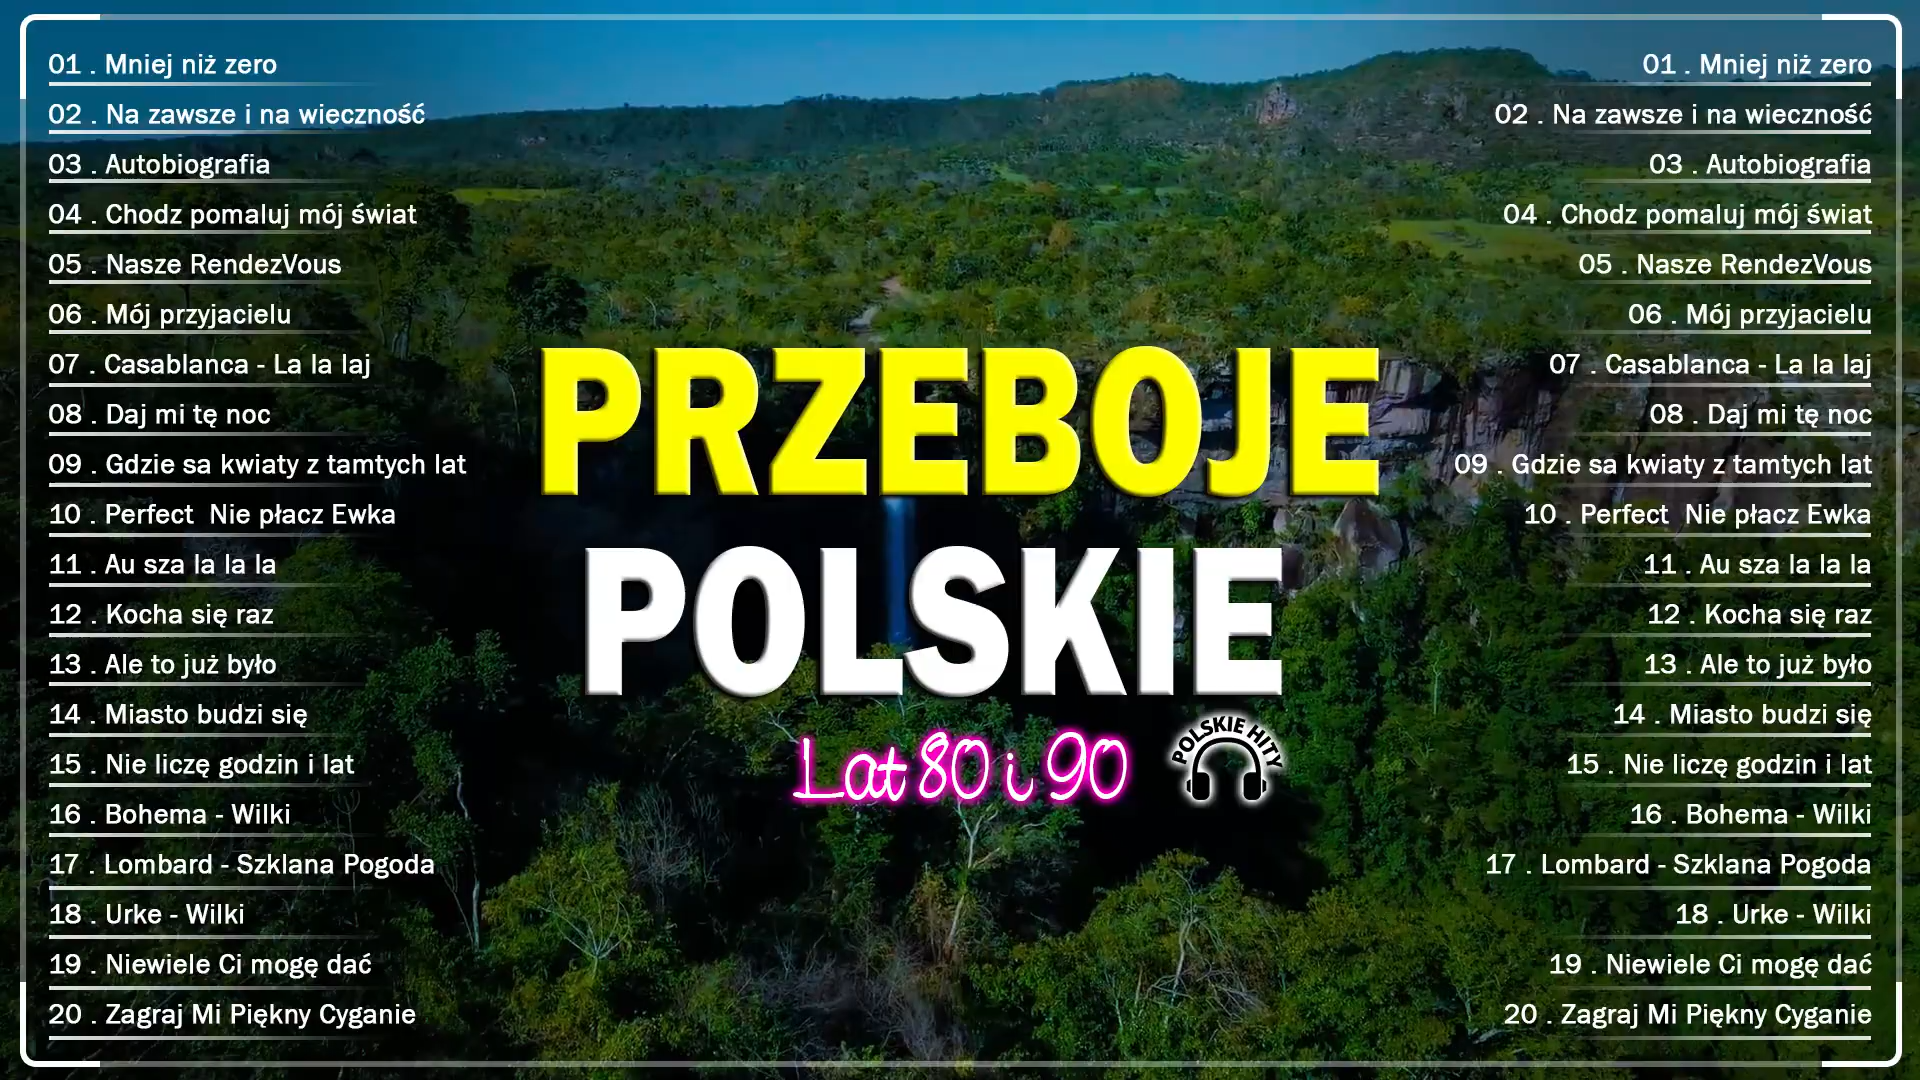 01 . Mniej niż zero
02 . Na zawsze i na wieczność
03 . Autobiografia
04 . Chodz pomaluj mój świat
05 . Nasze RendezVous
06 . Mój przyjacielu
07 . Casablanca - La la laj
08 . Daj mi tę noc
09 . Gdzie sa kwiaty z tamtych lat
10 . Perfect  Nie płacz Ewka
11 . Au sza la la la
12 . Kocha się raz
13 . Ale to już było
14 . Miasto budzi się
15 . Nie liczę godzin i lat
16 . Bohema - Wilki
17 . Lombard - Szklana Pogoda
18 . Urke - Wilki
19 . Niewiele Ci mogę dać
20 . Zagraj Mi Piękny Cyganie
PRZEBOJE
POLSKIE
Lat 80 i 90
POLSKIE HITY
01 . Mniej niż zero
02 . Na zawsze i na wieczność
03 . Autobiografia
04 . Chodz pomaluj mój świat
05 . Nasze RendezVous
06 . Mój przyjacielu
07 . Casablanca - La la laj
08 . Daj mi tę noc
09 . Gdzie sa kwiaty z tamtych lat
10 . Perfect  Nie płacz Ewka
11 . Au sza la la la
12 . Kocha się raz
13 . Ale to już było
14 . Miasto budzi się
15 . Nie liczę godzin i lat
16 . Bohema - Wilki
17 . Lombard - Szklana Pogoda
18 . Urke - Wilki
19 . Niewiele Ci mogę dać
20 . Zagraj Mi Piękny Cyganie